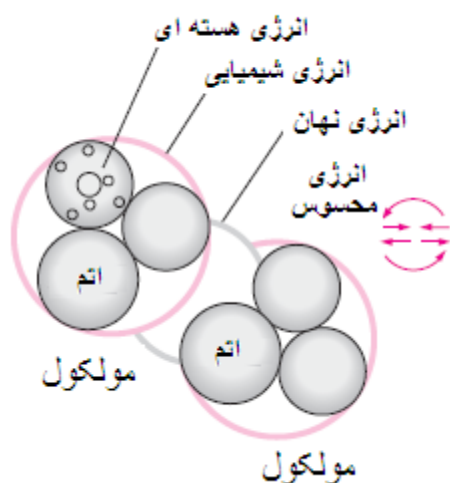 انرژی هسته ای
انرژی شیمیایی
انرژی نهان
انرژی
محسوس
اتم
اتم
مولکول
مولکول